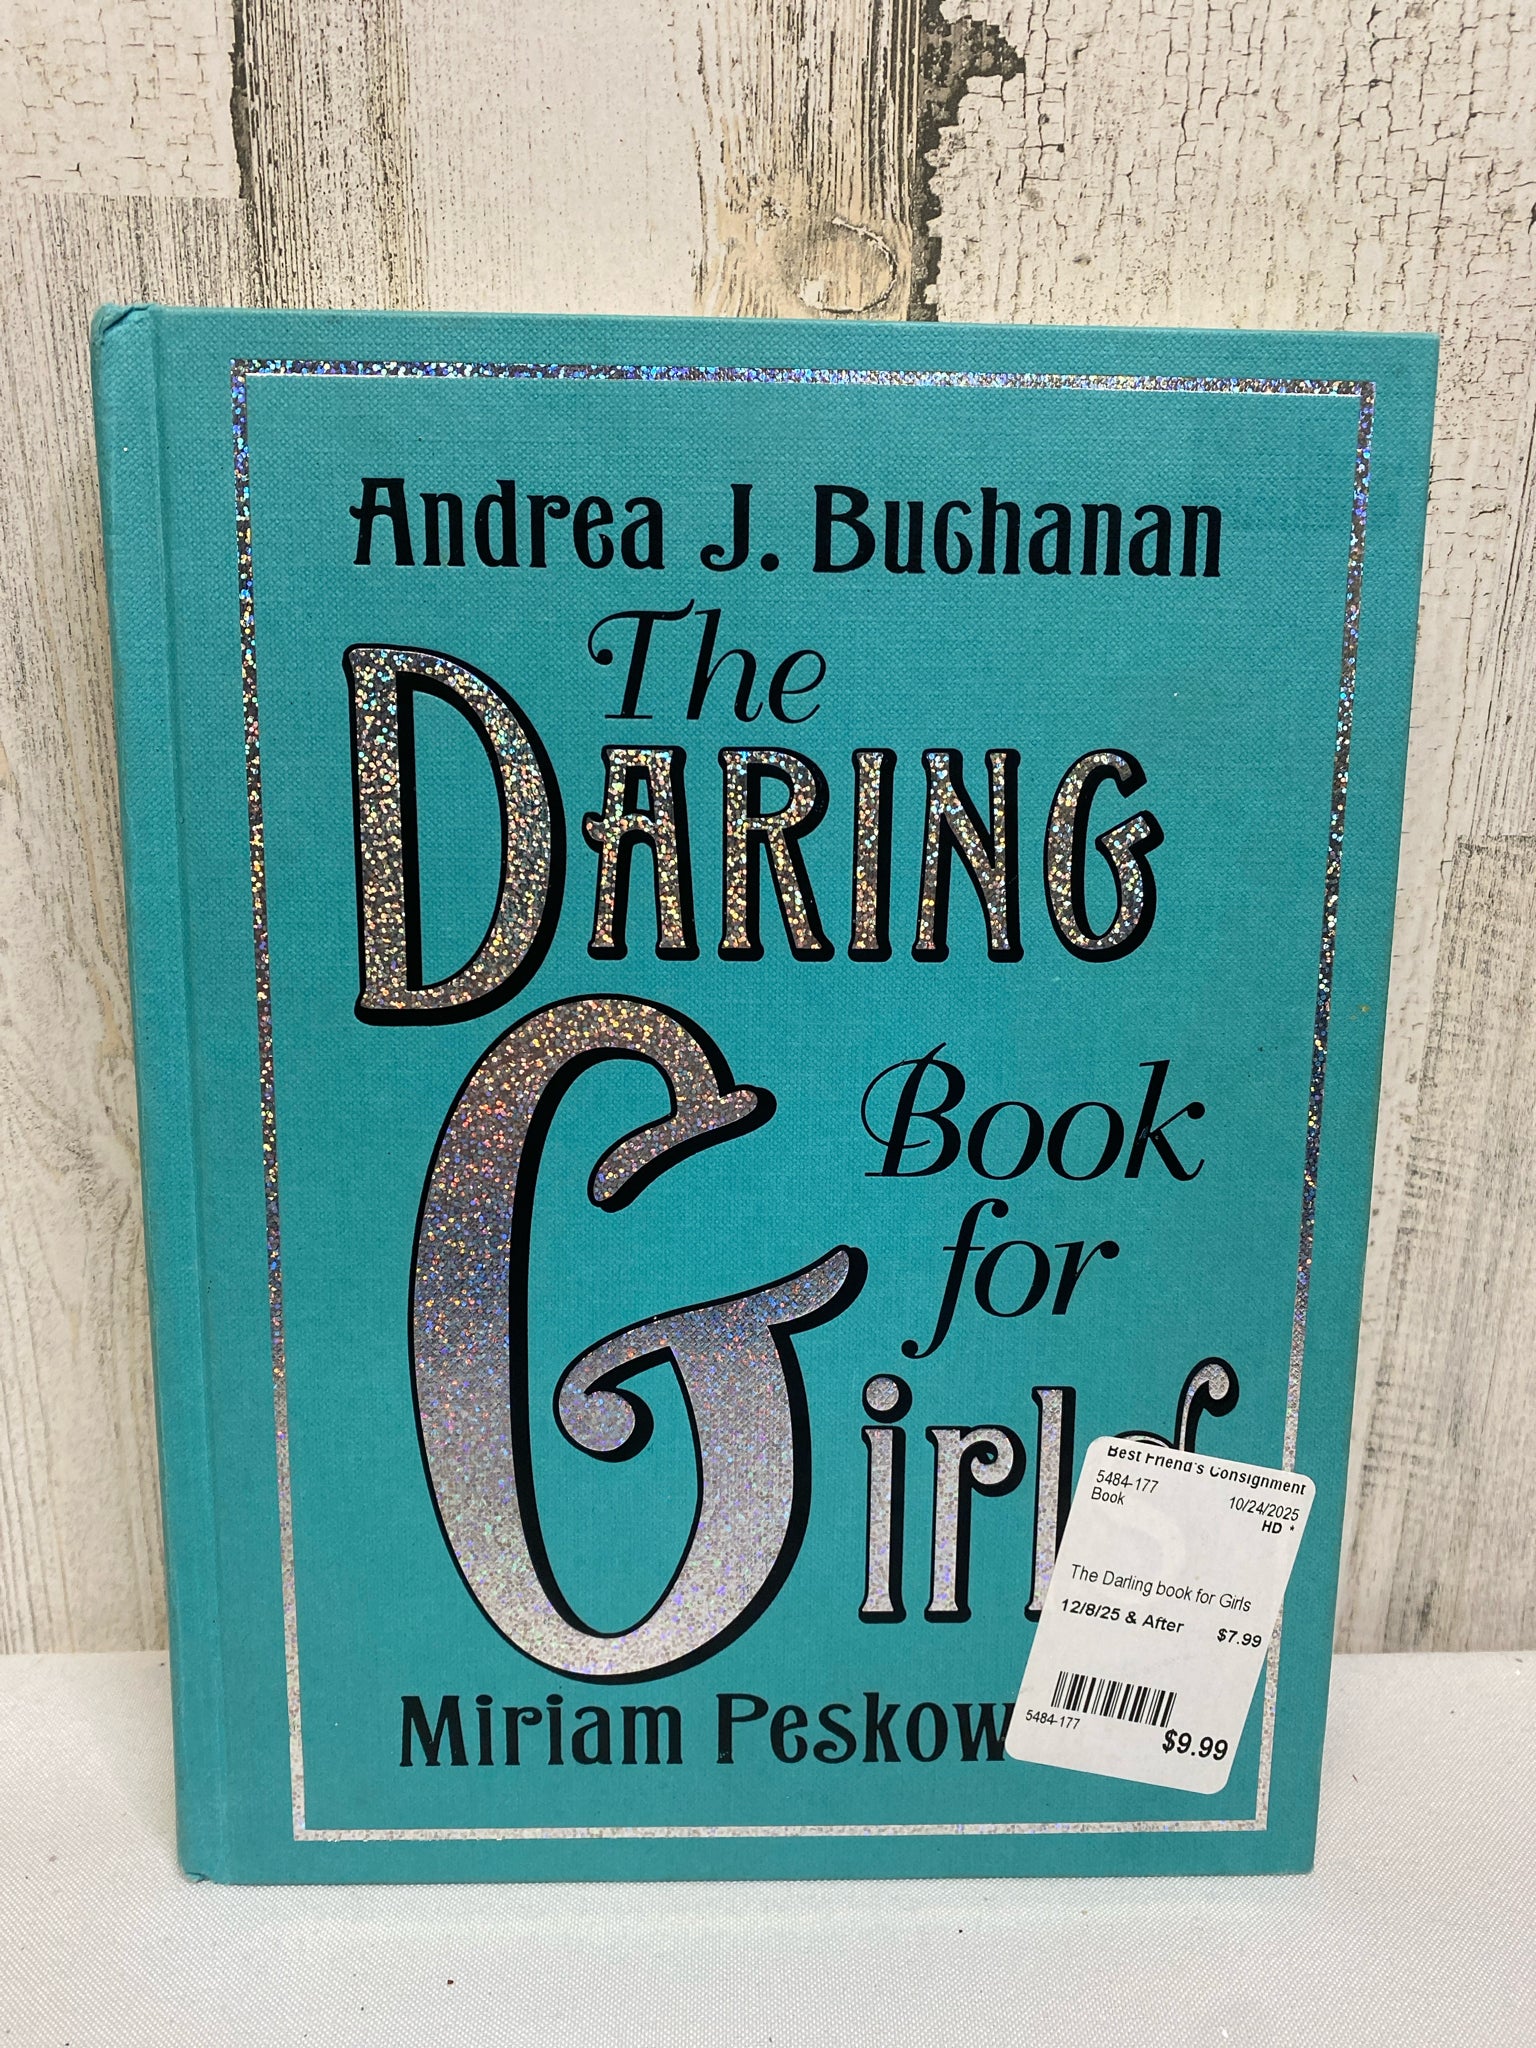 Andrea J. Buchanan
The
DARING
Book
for
Girls
Miriam Peskow
Best Friend's Consignment
5484-177
10/24/2025
Book
HD *
The Darling book for Girls
12/8/25 & After $7.99
5484-177
$9.99